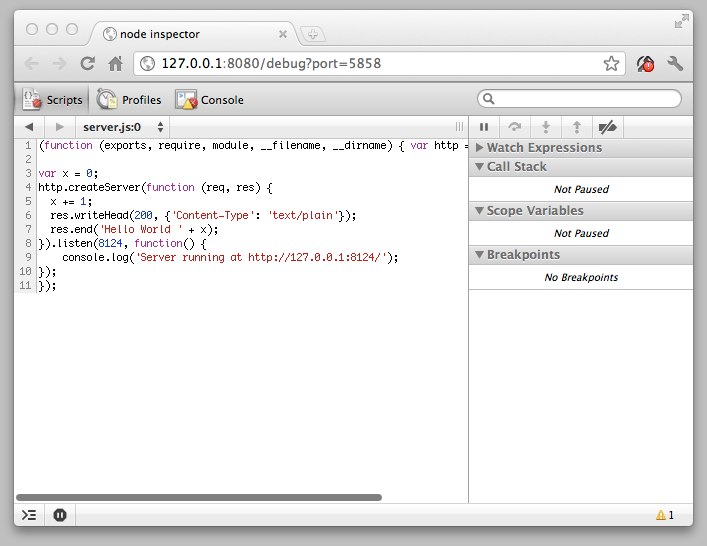 node inspector
127.0.0.1:8080/debug?port=5858
Scripts Profiles Console
server.js:0
1 (function (exports, require, module, __filename, __dirname) { var http =
2
3 var x = 0;
4 http.createServer(function (req, res) {
5 x += 1;
6 res.writeHead(200, {'Content-Type': 'text/plain'});
7 res.end('Hello World ' + x);
8 }).listen(8124, function() {
9 console.log('Server running at http://127.0.0.1:8124/');
10 });
11 });
Watch Expressions
Call Stack
Not Paused
Scope Variables
Not Paused
Breakpoints
No Breakpoints
1